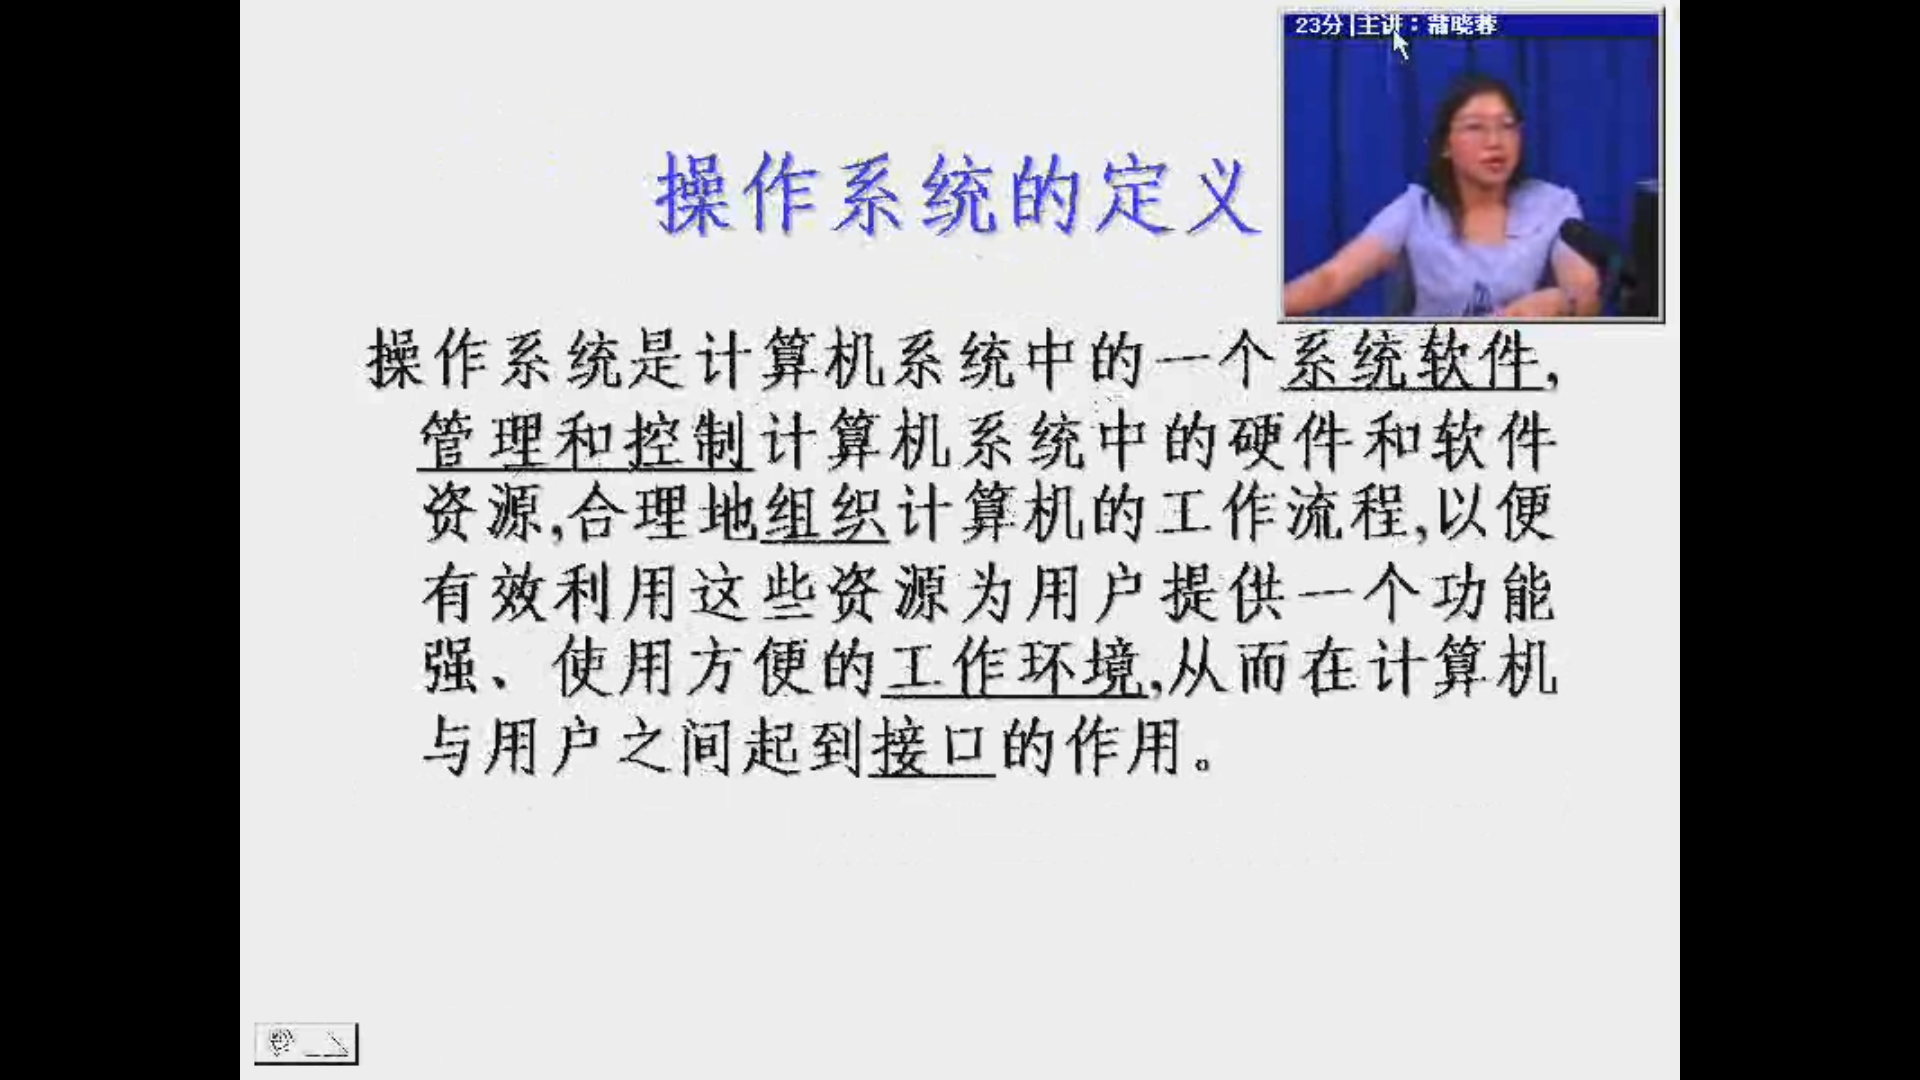 23分|主讲：蒲晓蓉
操作系统的定义
操作系统是计算机系统中的一个系统软件,
管理和控制计算机系统中的硬件和软件
资源,合理地组织计算机的工作流程,以便
有效利用这些资源为用户提供一个功能
强、使用方便的工作环境,从而在计算机
与用户之间起到接口的作用。